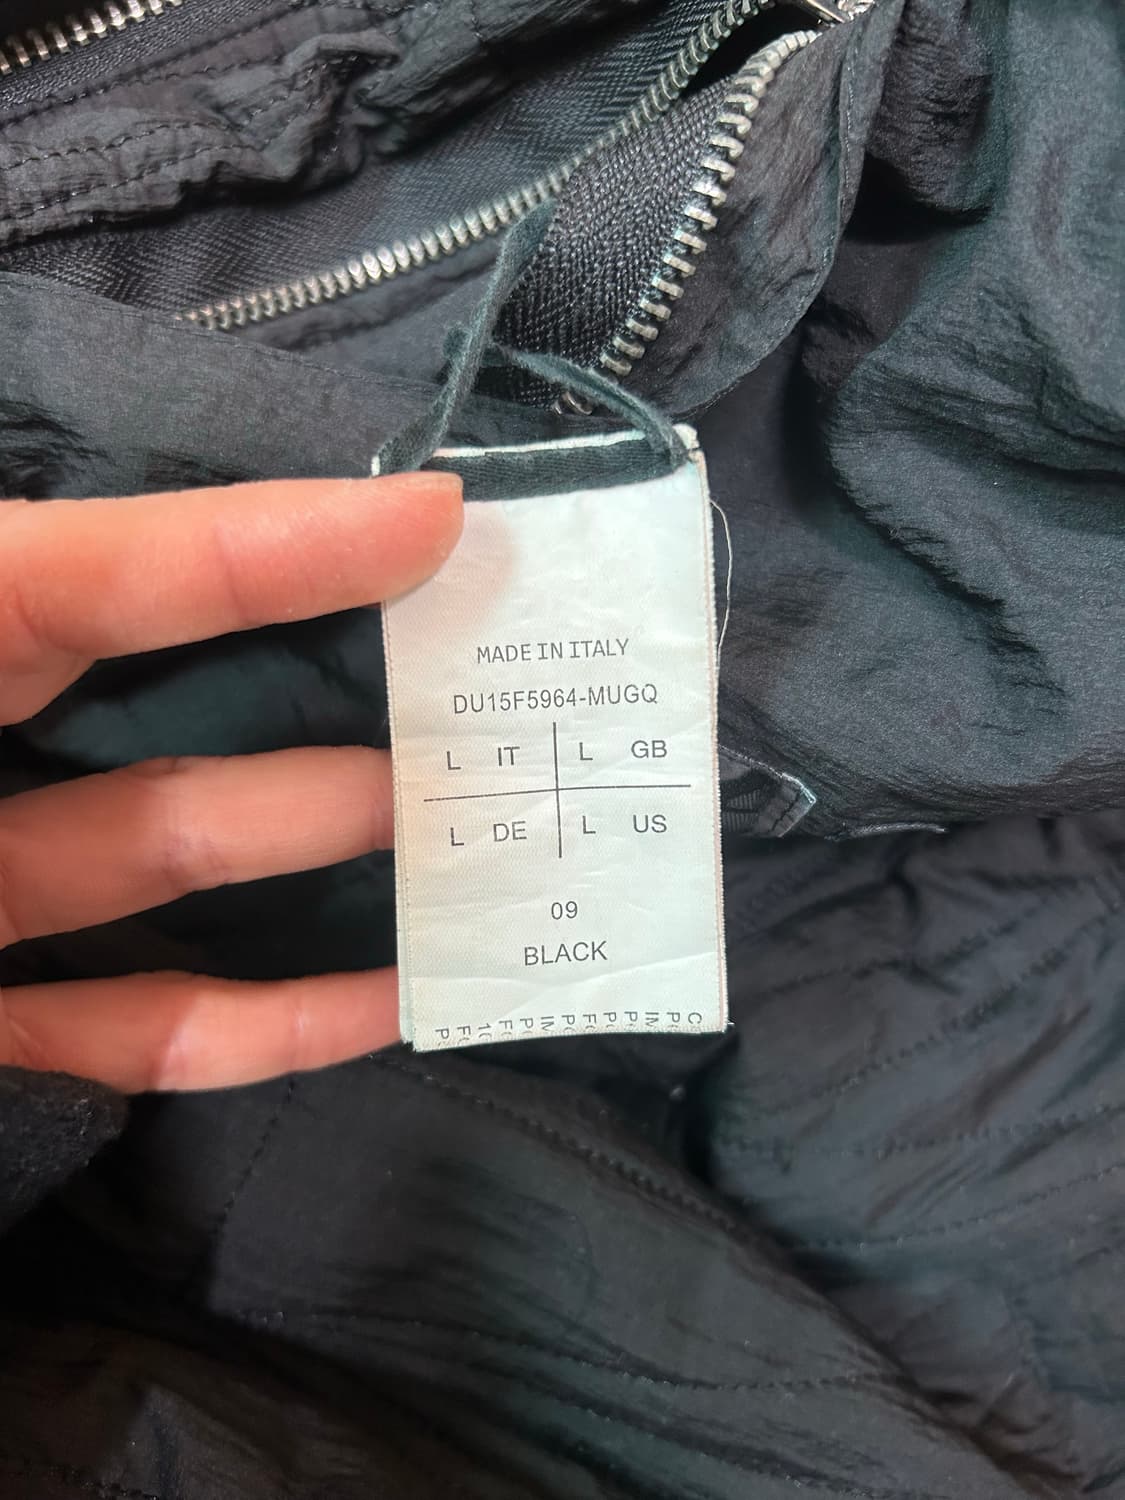 MADE IN ITALY
DU15F5964-MUGQ
L IT L GB
L DE L US
09
BLACK